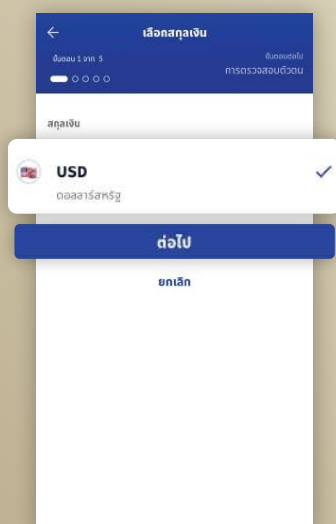 เลือกสกุลเงิน
ขั้นตอน 1 จาก 5
ขั้นตอนต่อไป
การตรวจสอบตัวตน
สกุลเงิน
USD
ดอลลาร์สหรัฐ
ต่อไป
ยกเลิก